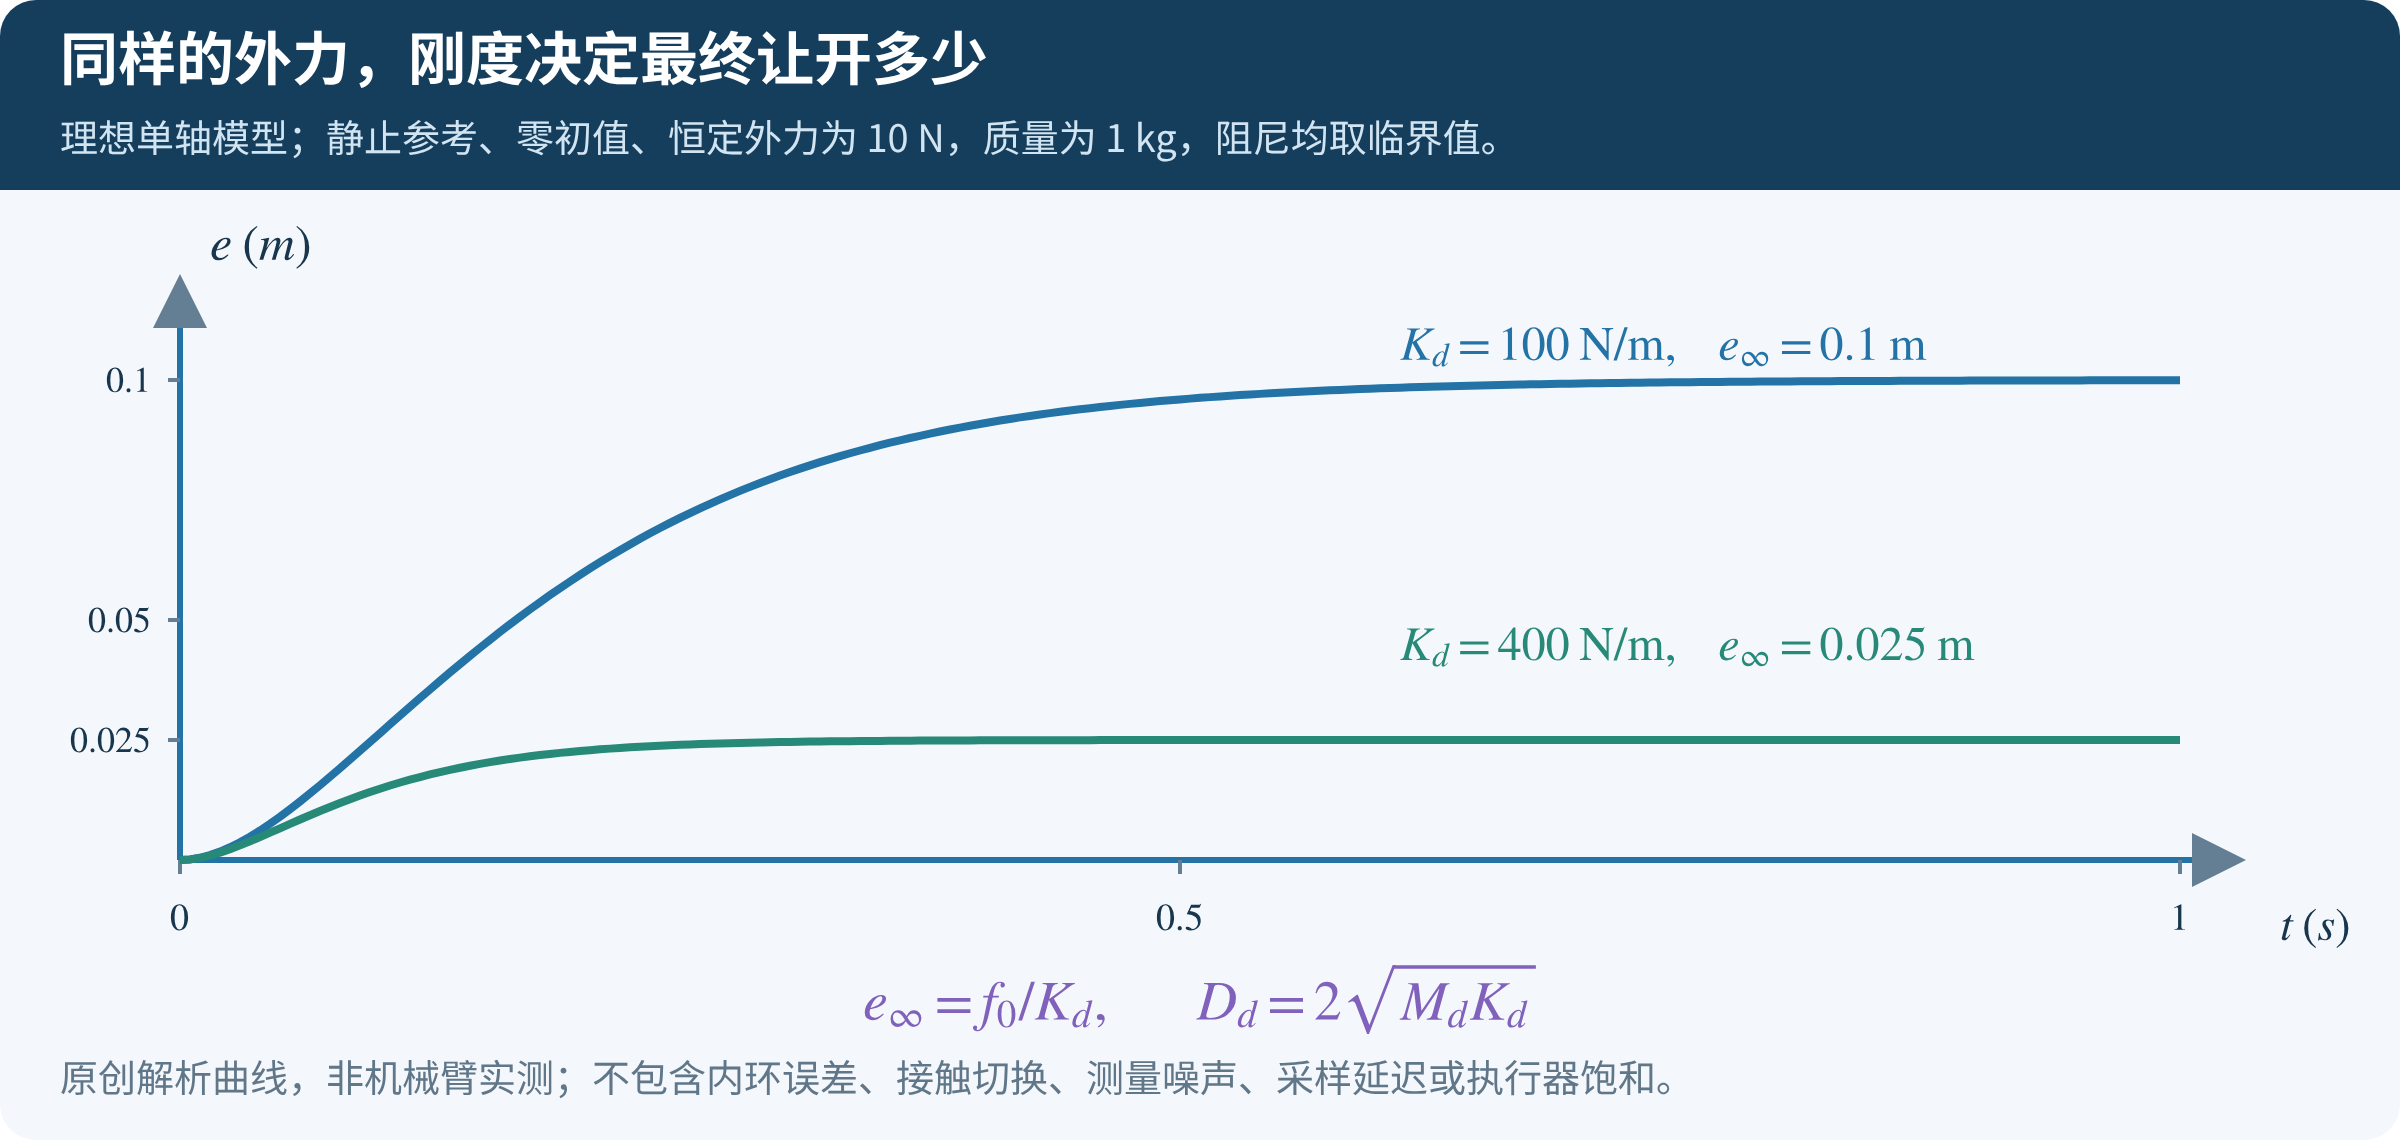 同样的外力，刚度决定最终让开多少
理想单轴模型；静止参考、零初值、恒定外力为 10 N，质量为 1 kg，阻尼均取临界值。
e (m)
K_d = 100 N/m, e_∞ = 0.1 m
0.1
0.05
K_d = 400 N/m, e_∞ = 0.025 m
0.025
0 0.5 1 t (s)
e_∞ = f_0/K_d, D_d = 2√(M_dK_d)
原创解析曲线，非机械臂实测；不包含内环误差、接触切换、测量噪声、采样延迟或执行器饱和。